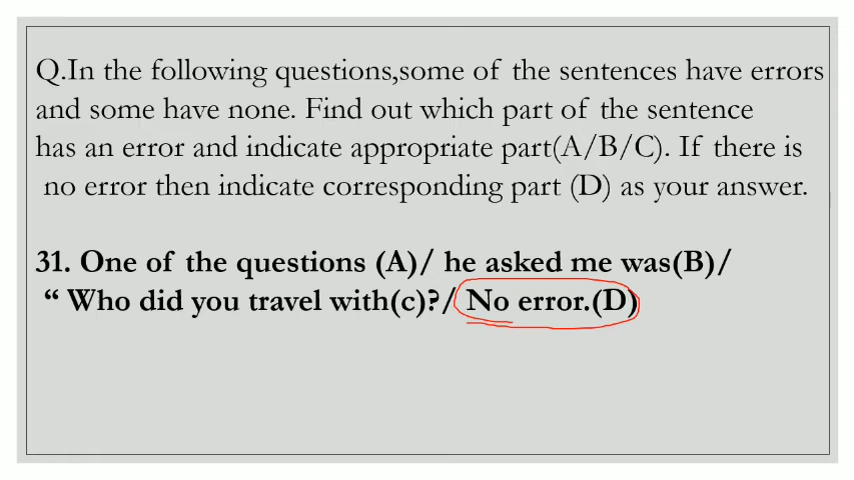 Q.In the following questions,some of the sentences have errors
and some have none. Find out which part of the sentence
has an error and indicate appropriate part(A/B/C). If there is
no error then indicate corresponding part (D) as your answer.
31. One of the questions (A)/ he asked me was(B)/
“ Who did you travel with(c)?/ No error.(D)